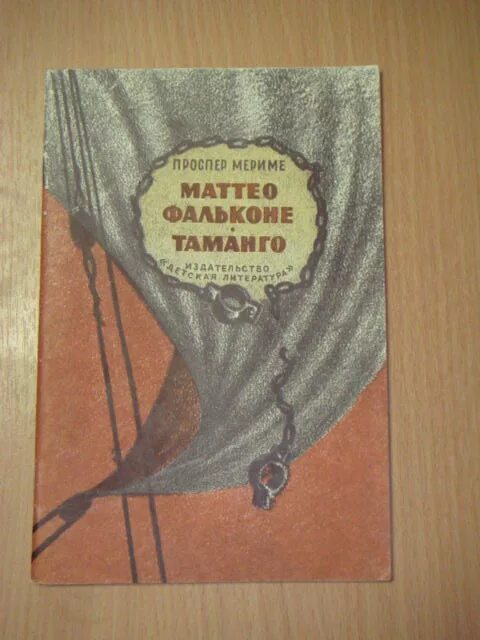 ПРОСПЕР МЕРИМЕ
МАТТЕО
ФАЛЬКОНЕ
·
ТАМАНГО
ИЗДАТЕЛЬСТВО
«ДЕТСКАЯ ЛИТЕРАТУРА»